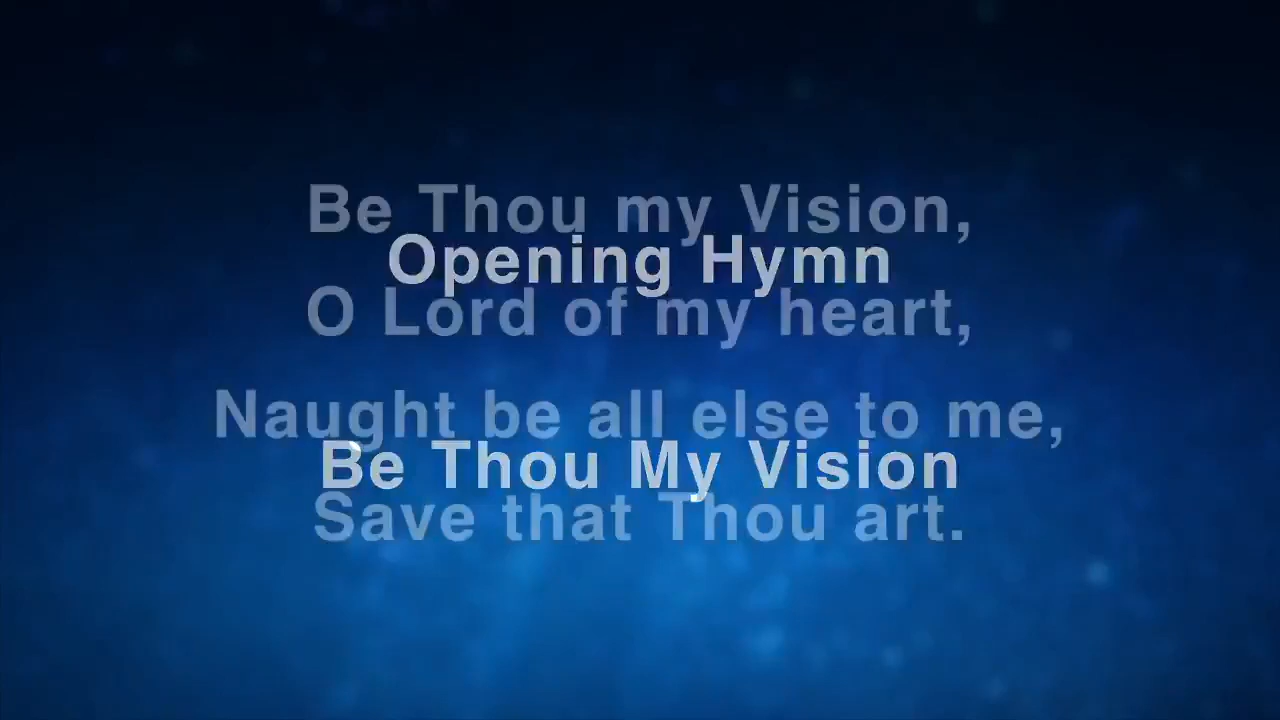 Be Thou my Vision,
Opening Hymn
O Lord of my heart,
Naught be all else to me,
Be Thou My Vision
Save that Thou art.